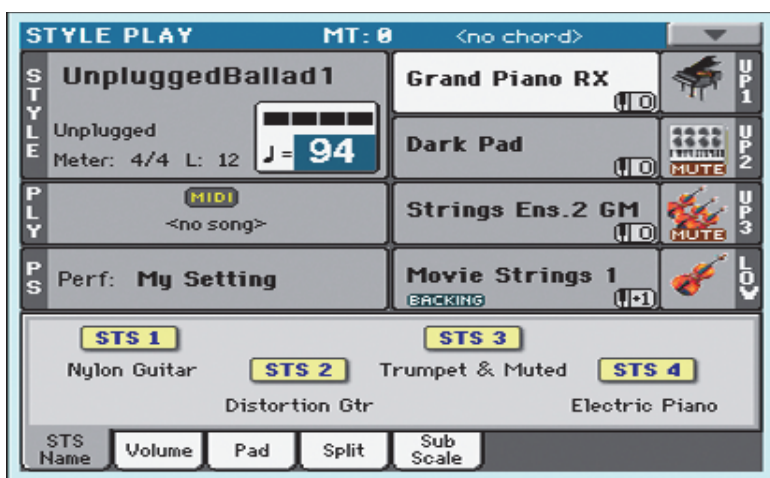 STYLE PLAY MT: 0 <no chord>
STYLE
UnpluggedBallad1
Unplugged
Meter: 4/4 L: 12
♩= 94
Grand Piano RX
0
UP1
Dark Pad
0
MUTE
UP2
PLY
MIDI
<no song>
Strings Ens.2 GM
0
MUTE
UP3
PS
Perf: My Setting
Movie Strings 1
BACKING
+1
LOW
STS 1
Nylon Guitar
STS 2
Distortion Gtr
STS 3
Trumpet & Muted
STS 4
Electric Piano
STS Name
Volume
Pad
Split
Sub Scale